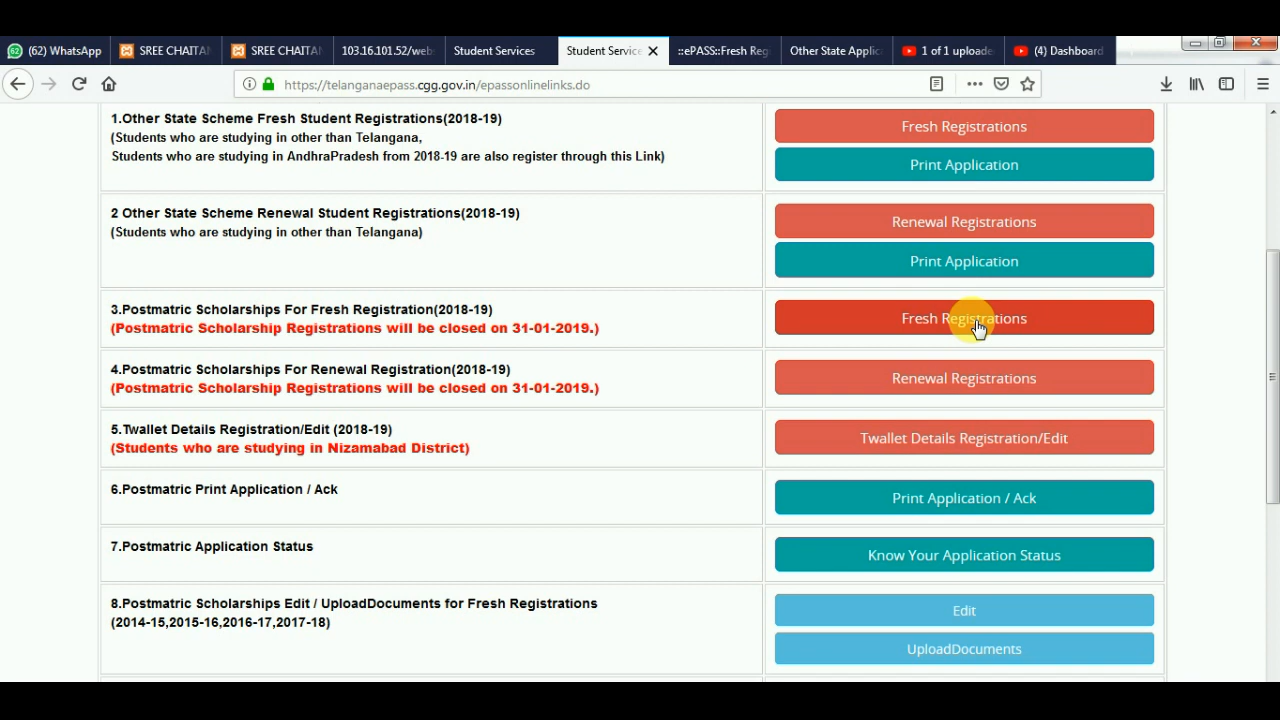 (62) WhatsApp
SREE CHAITAN
SREE CHAITAN
103.16.101.52/web
Student Services
Student Service
::ePASS::Fresh Reg
Other State Applic
1 of 1 uploade
(4) Dashboard
https://telanganaepass.cgg.gov.in/epassonlinelinks.do
1.Other State Scheme Fresh Student Registrations(2018-19)
(Students who are studying in other than Telangana,
Students who are studying in AndhraPradesh from 2018-19 are also register through this Link)
Fresh Registrations
Print Application
2 Other State Scheme Renewal Student Registrations(2018-19)
(Students who are studying in other than Telangana)
Renewal Registrations
Print Application
3.Postmatric Scholarships For Fresh Registration(2018-19)
(Postmatric Scholarship Registrations will be closed on 31-01-2019.)
Fresh Registrations
4.Postmatric Scholarships For Renewal Registration(2018-19)
(Postmatric Scholarship Registrations will be closed on 31-01-2019.)
Renewal Registrations
5.Twallet Details Registration/Edit (2018-19)
(Students who are studying in Nizamabad District)
Twallet Details Registration/Edit
6.Postmatric Print Application / Ack
Print Application / Ack
7.Postmatric Application Status
Know Your Application Status
8.Postmatric Scholarships Edit / UploadDocuments for Fresh Registrations
(2014-15,2015-16,2016-17,2017-18)
Edit
UploadDocuments